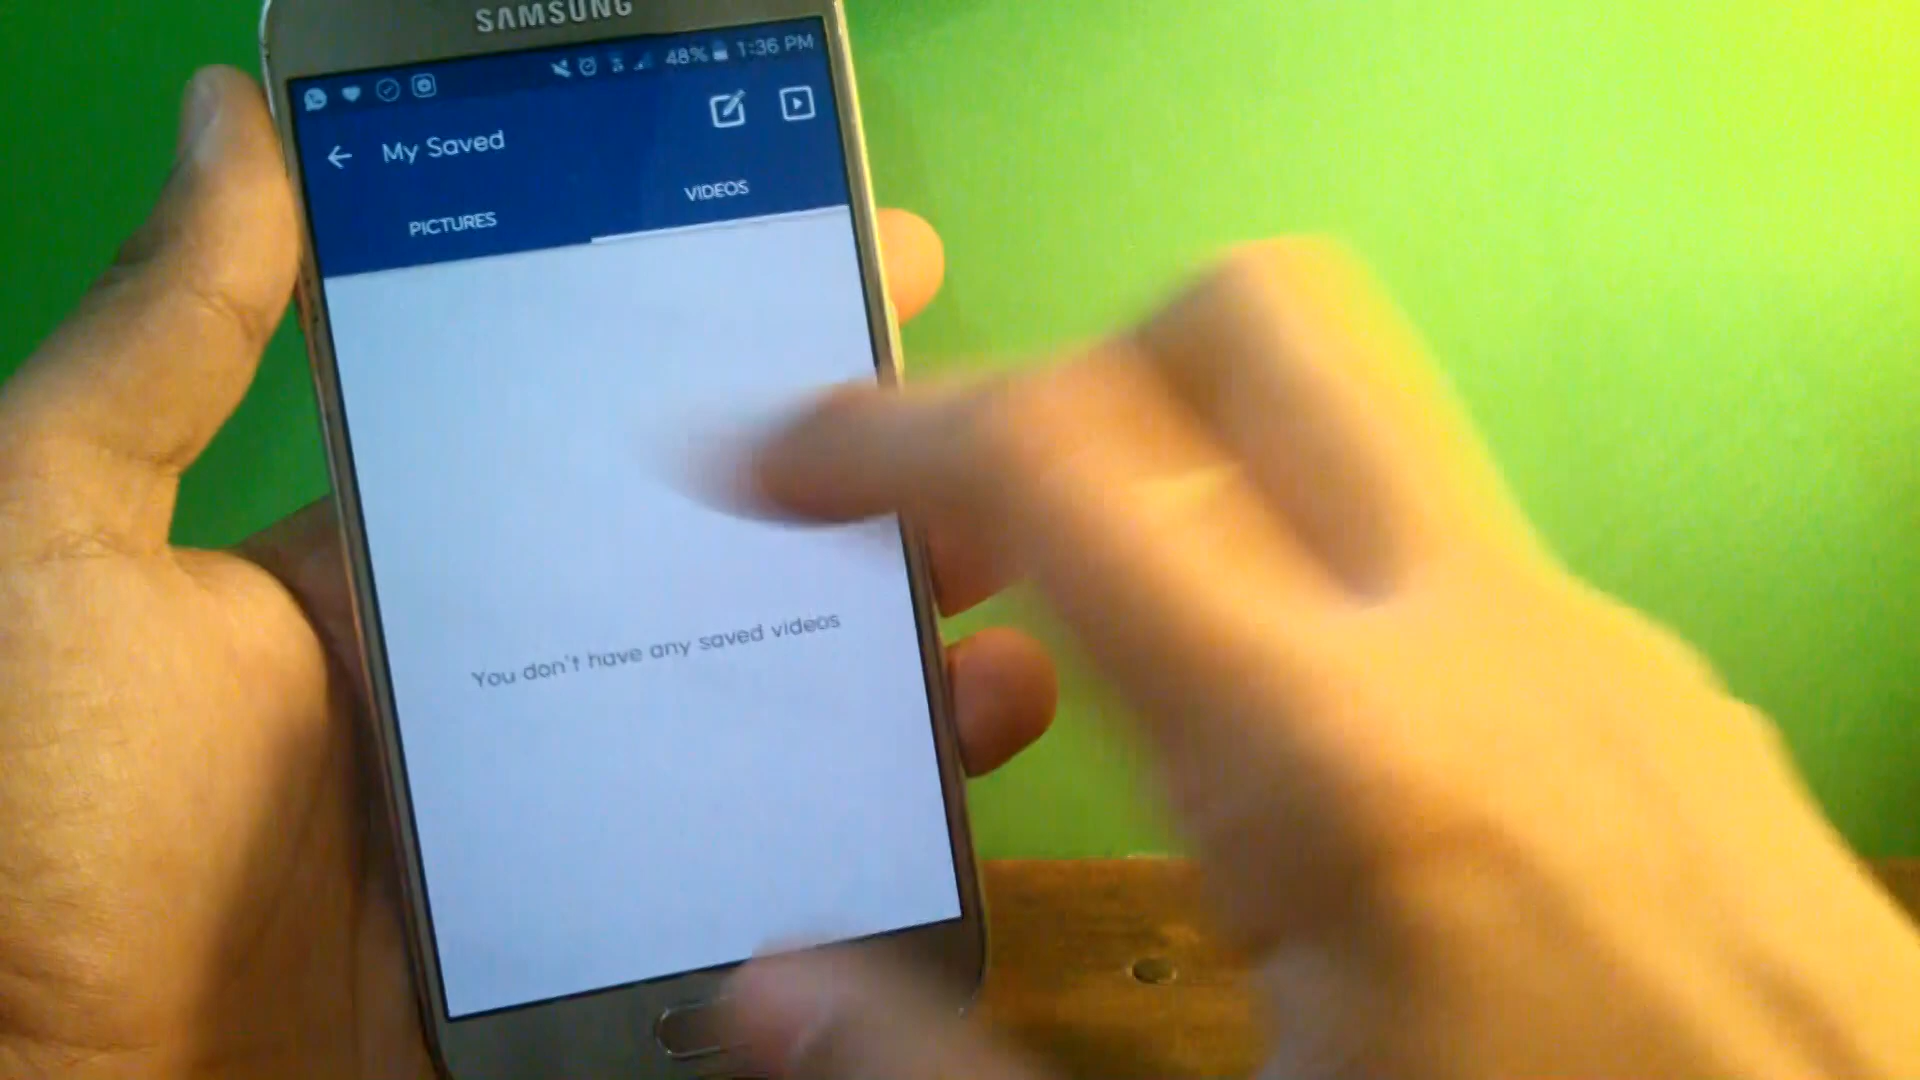 SAMSUNG
48% 1:36 PM
My Saved
PICTURES
VIDEOS
You don't have any saved videos